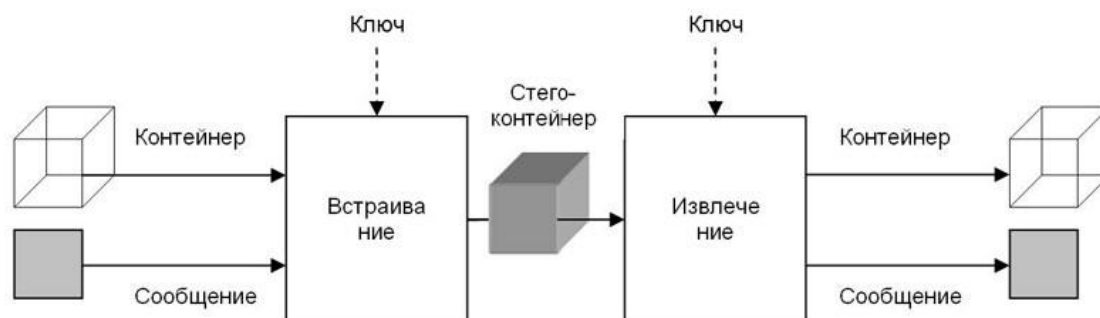 Ключ
Ключ
Стего-
контейнер
Контейнер
Контейнер
Встраива
ние
Извлече
ние
Сообщение
Сообщение